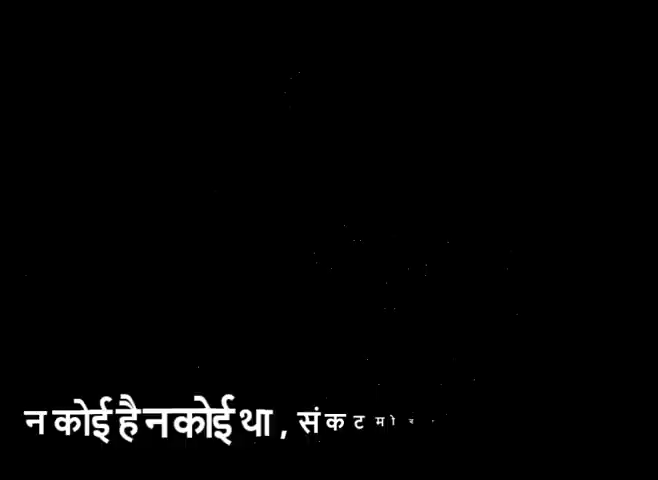 न कोई है न कोई था , संकट मो